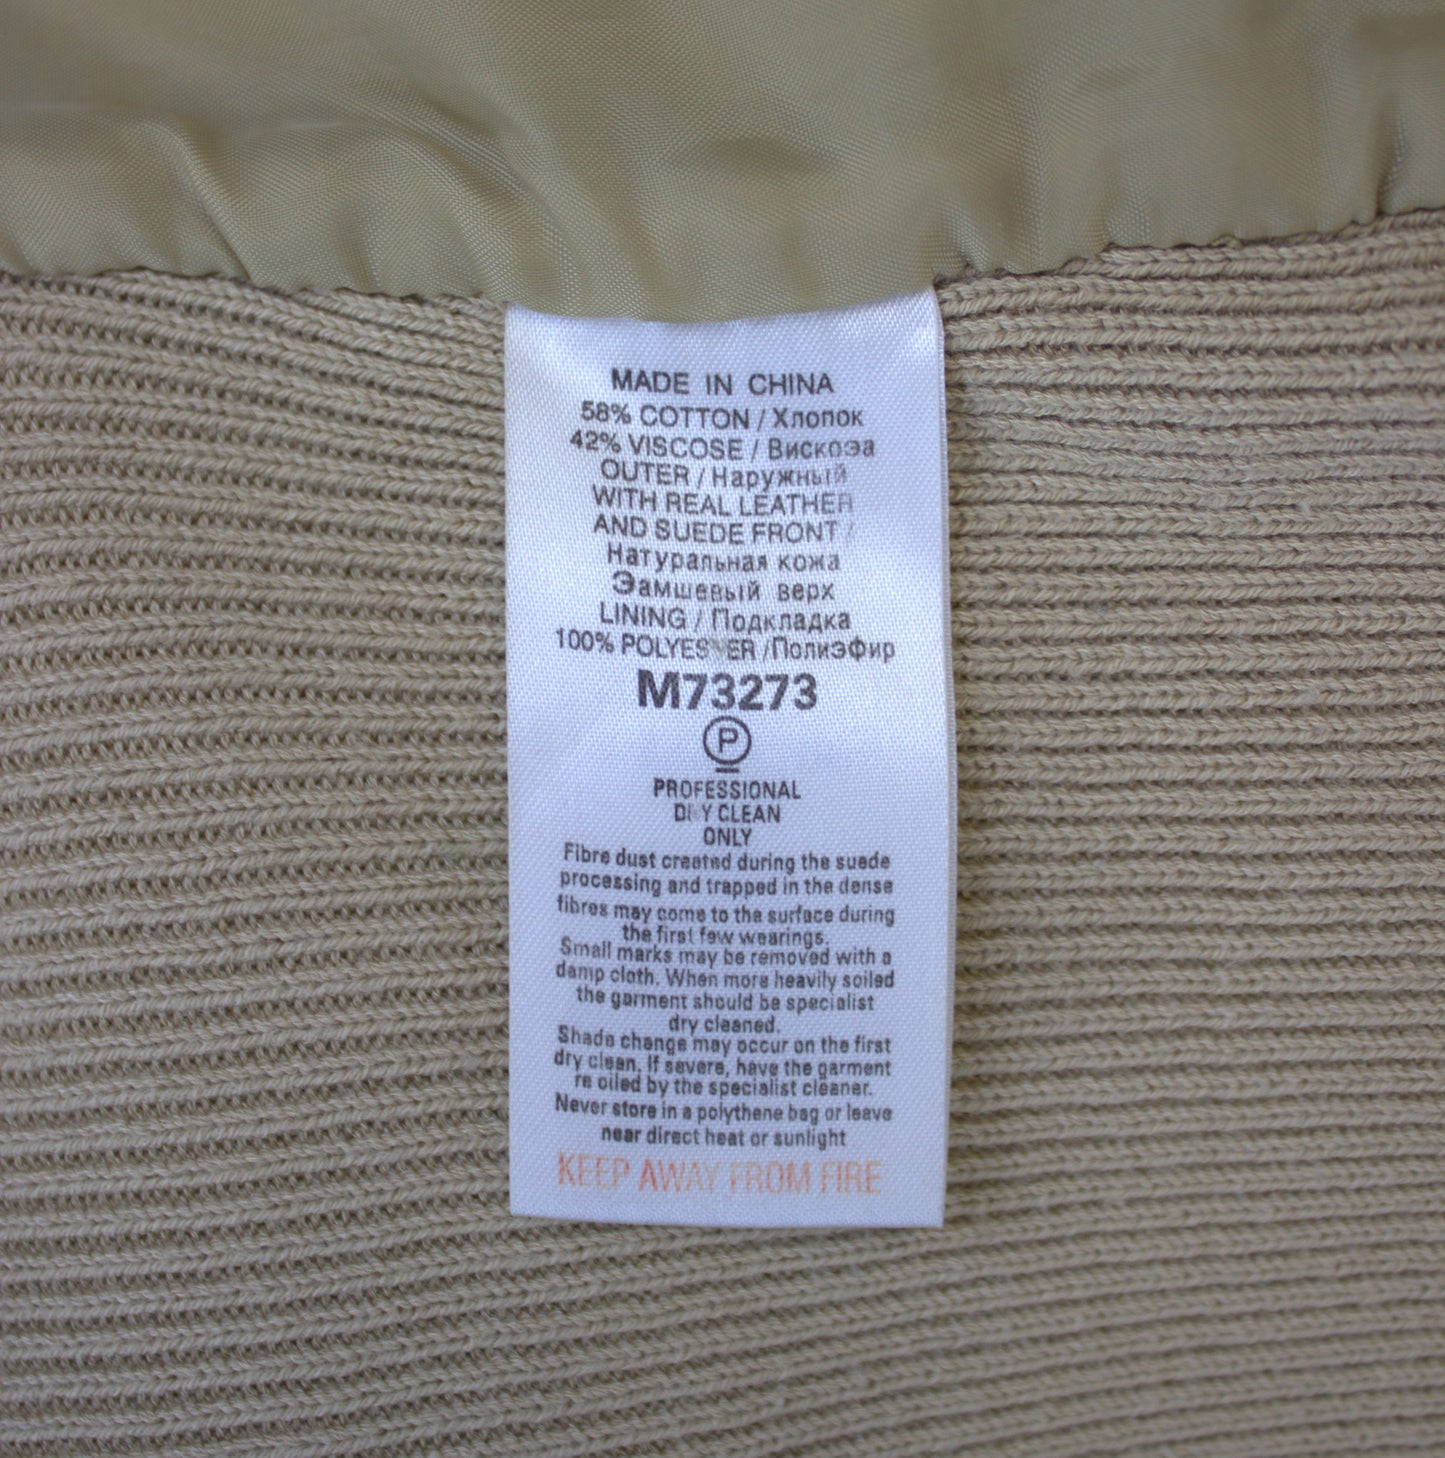 MADE IN CHINA
58% COTTON / Хлопок
42% VISCOSE / Вискоэа
OUTER / Наружный
WITH REAL LEATHER
AND SUEDE FRONT /
Натуральная кожа
Эамшевый верх
LINING / Подкладка
100% POLYESTER /ПолиЭфир
M73273
P
PROFESSIONAL
DRY CLEAN
ONLY
Fibre dust created during the suede
processing and trapped in the dense
fibres may come to the surface during
the first few wearings.
Small marks may be removed with a
damp cloth. When more heavily soiled
the garment should be specialist
dry cleaned.
Shade change may occur on the first
dry clean, if severe, have the garment
re oiled by the specialist cleaner.
Never store in a polythene bag or leave
near direct heat or sunlight
KEEP AWAY FROM FIRE